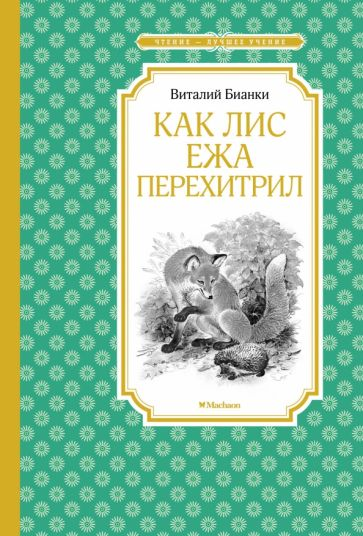 ЧТЕНИЕ – ЛУЧШЕЕ УЧЕНИЕ
Виталий Бианки
КАК ЛИС
ЕЖА
ПЕРЕХИТРИЛ
Machaon